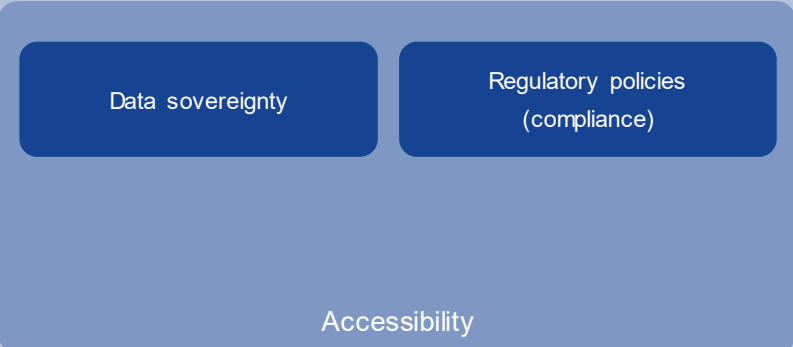 Data sovereignty
Regulatory policies
(compliance)
Accessibility